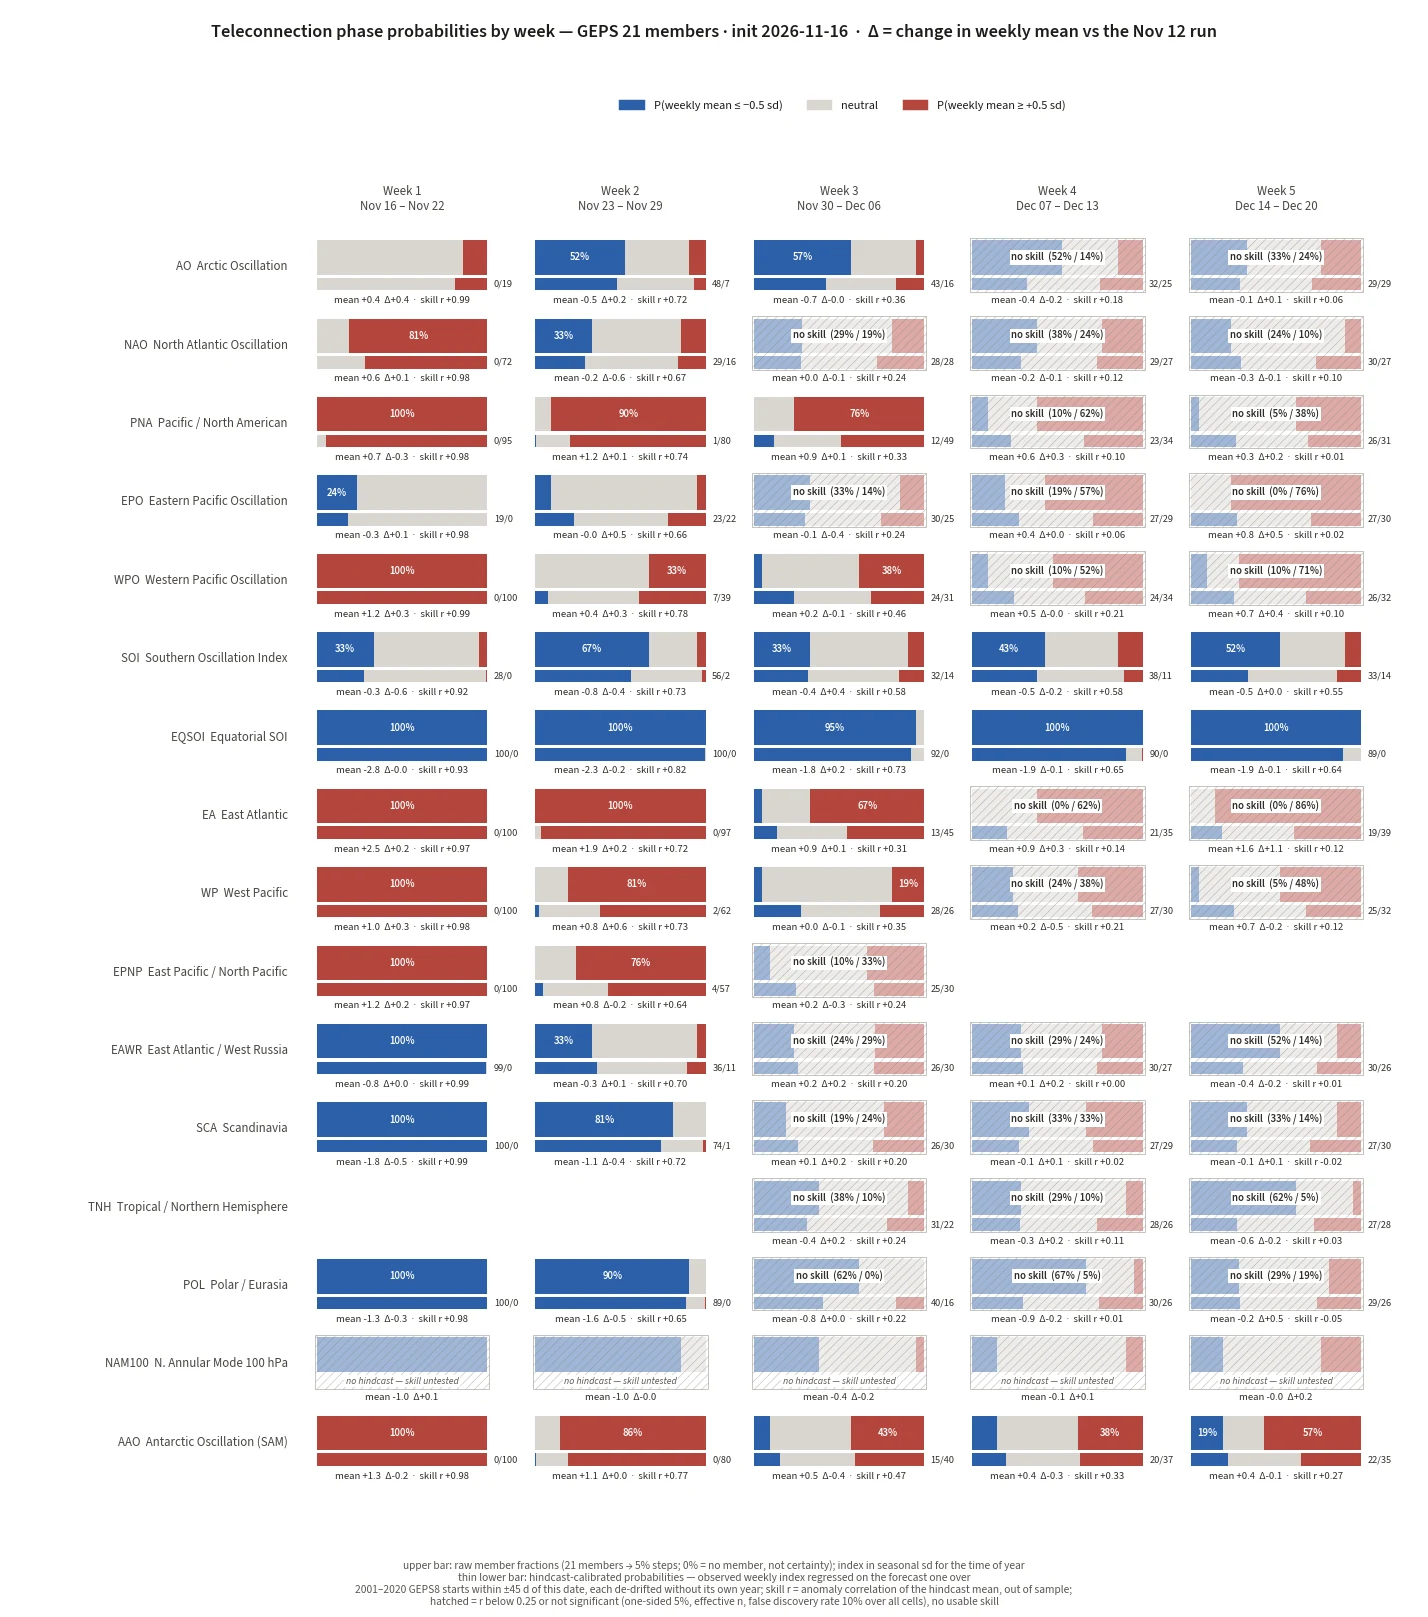 Teleconnection phase probabilities by week — GEPS 21 members · init 2026-11-16 · Δ = change in weekly mean vs the Nov 12 run
P(weekly mean ≤ −0.5 sd) neutral P(weekly mean ≥ +0.5 sd)
Week 1 Week 2 Week 3 Week 4 Week 5
Nov 16 – Nov 22 Nov 23 – Nov 29 Nov 30 – Dec 06 Dec 07 – Dec 13 Dec 14 – Dec 20
AO Arctic Oscillation 52% 57% no skill (52% / 14%) no skill (33% / 24%)
0/19 48/7 43/16 32/25 29/29
mean +0.4 Δ+0.4 · skill r +0.99 mean -0.5 Δ+0.2 · skill r +0.72 mean -0.7 Δ-0.0 · skill r +0.36 mean -0.4 Δ-0.2 · skill r +0.18 mean -0.1 Δ+0.1 · skill r +0.06
NAO North Atlantic Oscillation 81% 33% no skill (29% / 19%) no skill (38% / 24%) no skill (24% / 10%)
0/72 29/16 28/28 29/27 30/27
mean +0.6 Δ+0.1 · skill r +0.98 mean -0.2 Δ-0.6 · skill r +0.67 mean +0.0 Δ-0.1 · skill r +0.24 mean -0.2 Δ-0.1 · skill r +0.12 mean -0.3 Δ-0.1 · skill r +0.10
PNA Pacific / North American 100% 90% 76% no skill (10% / 62%) no skill (5% / 38%)
0/95 1/80 12/49 23/34 26/31
mean +0.7 Δ-0.3 · skill r +0.98 mean +1.2 Δ+0.1 · skill r +0.74 mean +0.9 Δ+0.1 · skill r +0.33 mean +0.6 Δ+0.3 · skill r +0.10 mean +0.3 Δ+0.2 · skill r +0.01
EPO Eastern Pacific Oscillation 24% no skill (33% / 14%) no skill (19% / 57%) no skill (0% / 76%)
19/0 23/22 30/25 27/29 27/30
mean -0.3 Δ+0.1 · skill r +0.98 mean -0.0 Δ+0.5 · skill r +0.66 mean -0.1 Δ-0.4 · skill r +0.24 mean +0.4 Δ+0.0 · skill r +0.06 mean +0.8 Δ+0.5 · skill r +0.02
WPO Western Pacific Oscillation 100% 33% 38% no skill (10% / 52%) no skill (10% / 71%)
0/100 7/39 24/31 24/34 26/32
mean +1.2 Δ+0.3 · skill r +0.99 mean +0.4 Δ+0.3 · skill r +0.78 mean +0.2 Δ-0.1 · skill r +0.46 mean +0.5 Δ-0.0 · skill r +0.21 mean +0.7 Δ+0.4 · skill r +0.10
SOI Southern Oscillation Index 33% 67% 33% 43% 52%
28/0 56/2 32/14 38/11 33/14
mean -0.3 Δ-0.6 · skill r +0.92 mean -0.8 Δ-0.4 · skill r +0.73 mean -0.4 Δ+0.4 · skill r +0.58 mean -0.5 Δ-0.2 · skill r +0.58 mean -0.5 Δ+0.0 · skill r +0.55
EQSOI Equatorial SOI 100% 100% 95% 100% 100%
100/0 100/0 92/0 90/0 89/0
mean -2.8 Δ-0.0 · skill r +0.93 mean -2.3 Δ-0.2 · skill r +0.82 mean -1.8 Δ+0.2 · skill r +0.73 mean -1.9 Δ-0.1 · skill r +0.65 mean -1.9 Δ-0.1 · skill r +0.64
EA East Atlantic 100% 100% 67% no skill (0% / 62%) no skill (0% / 86%)
0/100 0/97 13/45 21/35 19/39
mean +2.5 Δ+0.2 · skill r +0.97 mean +1.9 Δ+0.2 · skill r +0.72 mean +0.9 Δ+0.1 · skill r +0.31 mean +0.9 Δ+0.3 · skill r +0.14 mean +1.6 Δ+1.1 · skill r +0.12
WP West Pacific 100% 81% 19% no skill (24% / 38%) no skill (5% / 48%)
0/100 2/62 28/26 27/30 25/32
mean +1.0 Δ+0.3 · skill r +0.98 mean +0.8 Δ+0.6 · skill r +0.73 mean +0.0 Δ-0.1 · skill r +0.35 mean +0.2 Δ-0.5 · skill r +0.21 mean +0.7 Δ-0.2 · skill r +0.12
EPNP East Pacific / North Pacific 100% 76% no skill (10% / 33%)
0/100 4/57 25/30
mean +1.2 Δ+0.2 · skill r +0.97 mean +0.8 Δ-0.2 · skill r +0.64 mean +0.2 Δ-0.3 · skill r +0.24
EAWR East Atlantic / West Russia 100% 33% no skill (24% / 29%) no skill (29% / 24%) no skill (52% / 14%)
99/0 36/11 26/30 30/27 30/26
mean -0.8 Δ+0.0 · skill r +0.99 mean -0.3 Δ+0.1 · skill r +0.70 mean +0.2 Δ+0.2 · skill r +0.20 mean +0.1 Δ+0.2 · skill r +0.00 mean -0.4 Δ-0.2 · skill r +0.01
SCA Scandinavia 100% 81% no skill (19% / 24%) no skill (33% / 33%) no skill (33% / 14%)
100/0 74/1 26/30 27/29 27/30
mean -1.8 Δ-0.5 · skill r +0.99 mean -1.1 Δ-0.4 · skill r +0.72 mean +0.1 Δ+0.2 · skill r +0.20 mean -0.1 Δ+0.1 · skill r +0.02 mean -0.1 Δ+0.1 · skill r -0.02
TNH Tropical / Northern Hemisphere no skill (38% / 10%) no skill (29% / 10%) no skill (62% / 5%)
31/22 28/26 27/28
mean -0.4 Δ+0.2 · skill r +0.24 mean -0.3 Δ+0.2 · skill r +0.11 mean -0.6 Δ-0.2 · skill r +0.03
POL Polar / Eurasia 100% 90% no skill (62% / 0%) no skill (67% / 5%) no skill (29% / 19%)
100/0 89/0 40/16 30/26 29/26
mean -1.3 Δ-0.3 · skill r +0.98 mean -1.6 Δ-0.5 · skill r +0.65 mean -0.8 Δ+0.0 · skill r +0.22 mean -0.9 Δ-0.2 · skill r +0.01 mean -0.2 Δ+0.5 · skill r -0.05
NAM100 N. Annular Mode 100 hPa
no hindcast — skill untested no hindcast — skill untested no hindcast — skill untested no hindcast — skill untested no hindcast — skill untested
mean -1.0 Δ+0.1 mean -1.0 Δ-0.0 mean -0.4 Δ-0.2 mean -0.1 Δ+0.1 mean -0.0 Δ+0.2
AAO Antarctic Oscillation (SAM) 100% 86% 43% 38% 19% 57%
0/100 0/80 15/40 20/37 22/35
mean +1.3 Δ-0.2 · skill r +0.98 mean +1.1 Δ+0.0 · skill r +0.77 mean +0.5 Δ-0.4 · skill r +0.47 mean +0.4 Δ-0.3 · skill r +0.33 mean +0.4 Δ-0.1 · skill r +0.27
upper bar: raw member fractions (21 members → 5% steps; 0% = no member, not certainty); index in seasonal sd for the time of year
thin lower bar: hindcast-calibrated probabilities — observed weekly index regressed on the forecast one over
2001–2020 GEPS8 starts within ±45 d of this date, each de-drifted without its own year; skill r = anomaly correlation of the hindcast mean, out of sample;
hatched = r below 0.25 or not significant (one-sided 5%, effective n, false discovery rate 10% over all cells), no usable skill